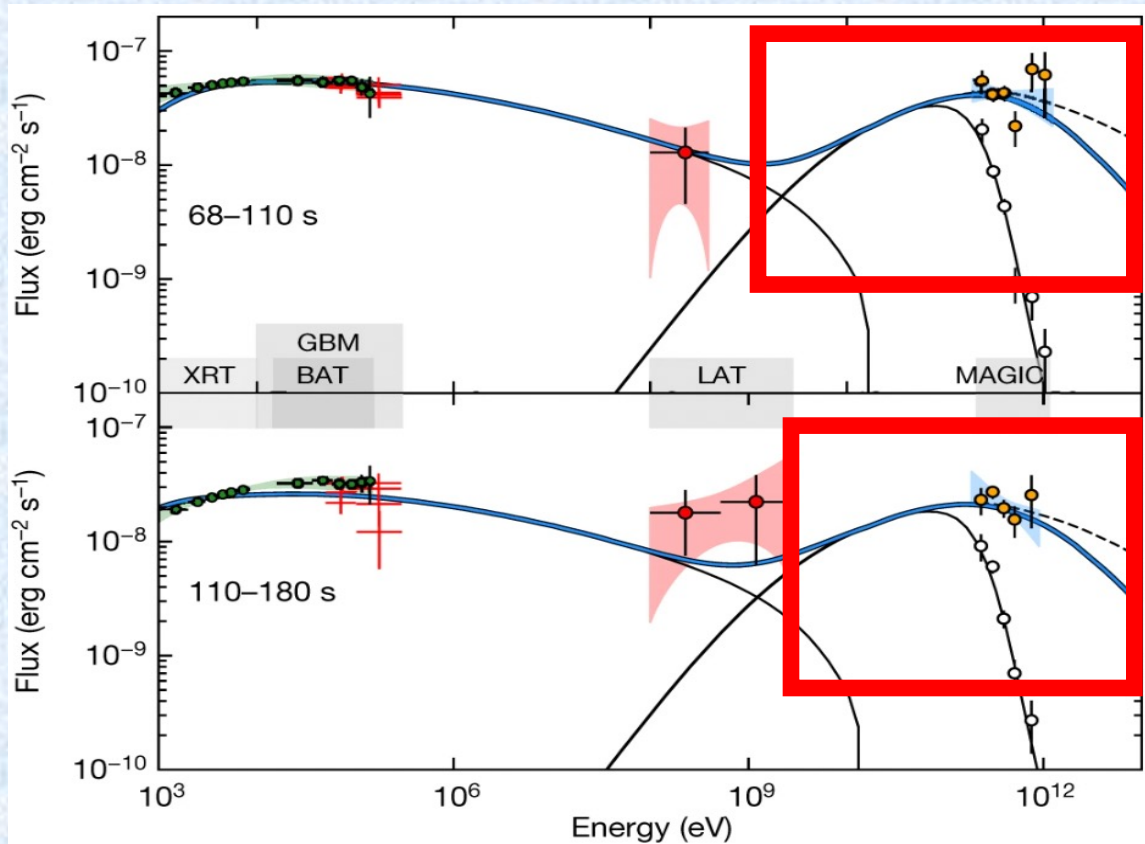 10⁻⁷
10⁻⁸
10⁻⁹
10⁻¹⁰
Flux (erg cm⁻² s⁻¹)
68–110 s
GBM
XRT
BAT
LAT
MAGIC
10⁻⁷
10⁻⁸
10⁻⁹
10⁻¹⁰
Flux (erg cm⁻² s⁻¹)
110–180 s
10³
10⁶
10⁹
10¹²
Energy (eV)